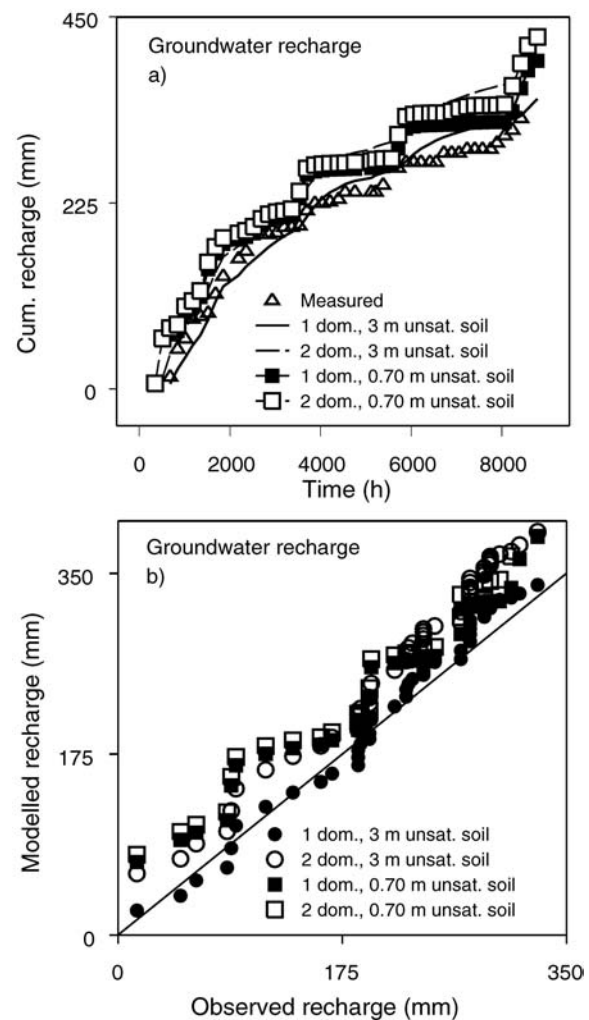 450
Groundwater recharge
a)
225
Cum. recharge (mm)
Measured
1 dom., 3 m unsat. soil
2 dom., 3 m unsat. soil
1 dom., 0.70 m unsat. soil
2 dom., 0.70 m unsat. soil
0
0 2000 4000 6000 8000
Time (h)
Groundwater recharge
b)
350
175
Modelled recharge (mm)
1 dom., 3 m unsat. soil
2 dom., 3 m unsat. soil
1 dom., 0.70 m unsat. soil
2 dom., 0.70 m unsat. soil
0
0 175 350
Observed recharge (mm)